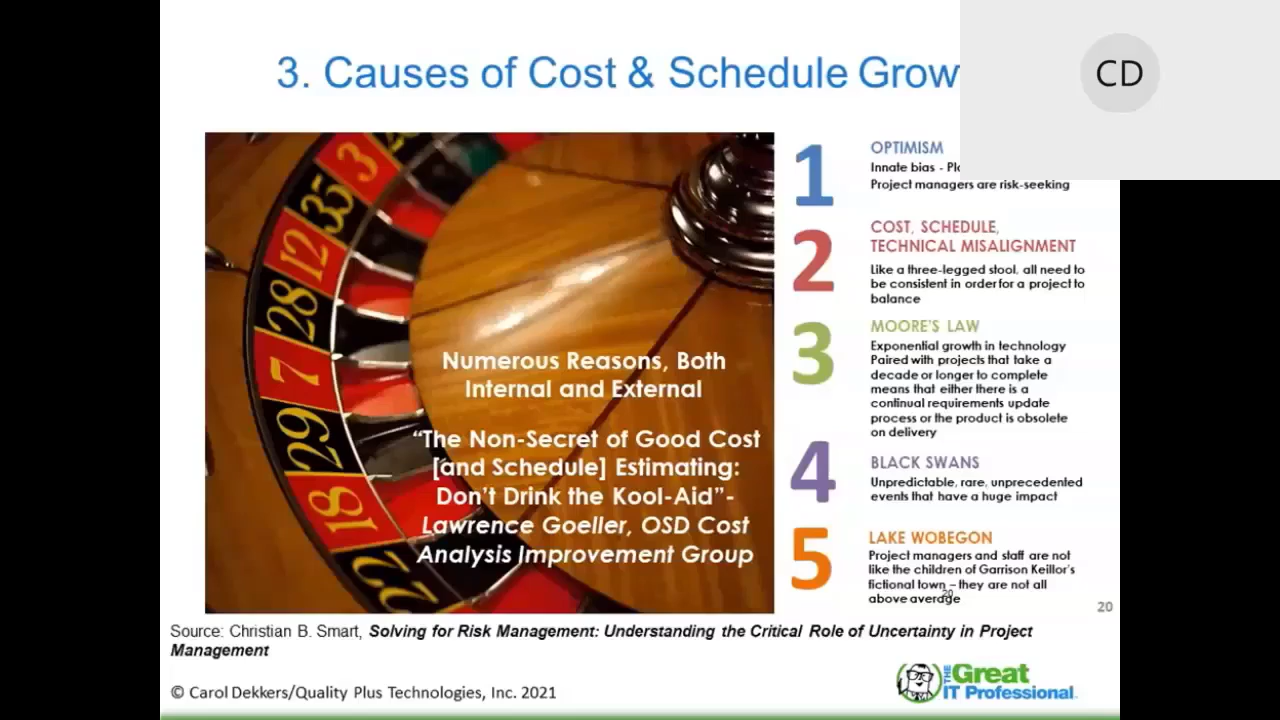 3. Causes of Cost & Schedule Grow
CD
3
35
12
28
7
29
18
22
Numerous Reasons, Both
Internal and External
“The Non-Secret of Good Cost
[and Schedule] Estimating:
Don’t Drink the Kool-Aid”-
Lawrence Goeller, OSD Cost
Analysis Improvement Group
1
OPTIMISM
Innate bias -
Project managers are risk-seeking
2
COST, SCHEDULE,
TECHNICAL MISALIGNMENT
Like a three-legged stool, all need to
be consistent in order for a project to
balance
3
MOORE’S LAW
Exponential growth in technology
Paired with projects that take a
decade or longer to complete
means that either there is a
continual requirements update
process or the product is obsolete
on delivery
4
BLACK SWANS
Unpredictable, rare, unprecedented
events that have a huge impact
5
LAKE WOBEGON
Project managers and staff are not
like the children of Garrison Keillor’s
fictional town – they are not all
above average
20
20
Source: Christian B. Smart, Solving for Risk Management: Understanding the Critical Role of Uncertainty in Project
Management
© Carol Dekkers/Quality Plus Technologies, Inc. 2021
THE Great
IT Professional